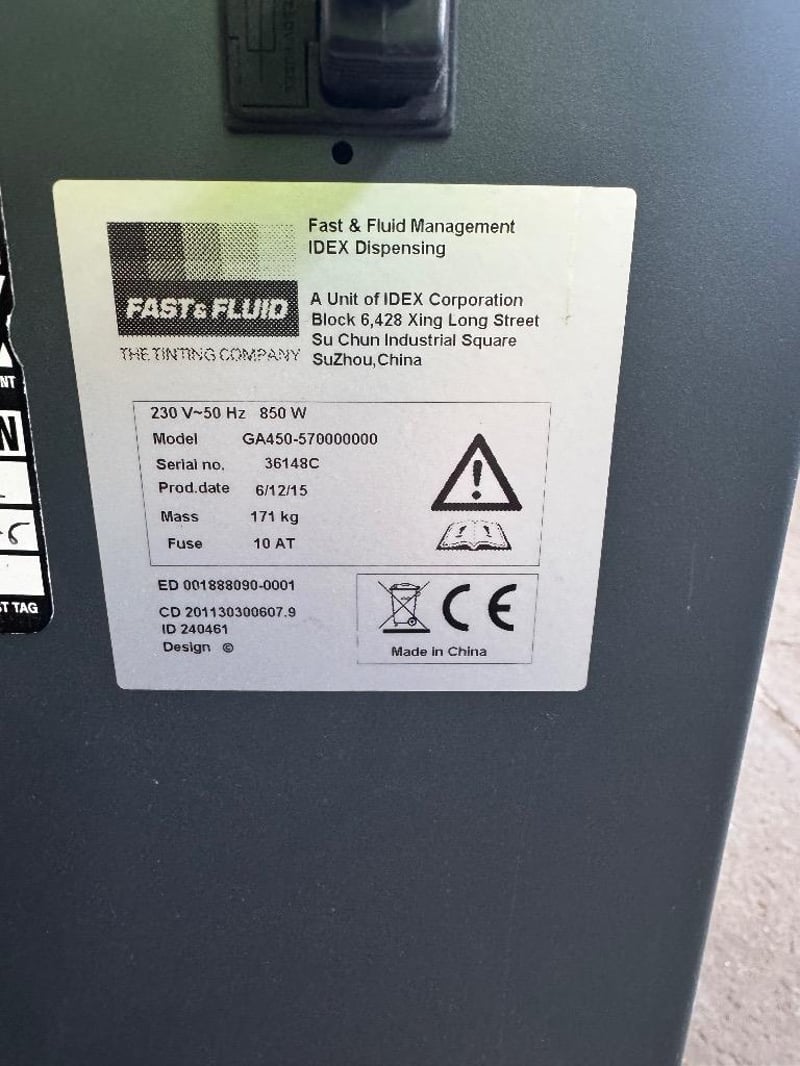 Fast & Fluid Management
IDEX Dispensing
FAST & FLUID
THE TINTING COMPANY
A Unit of IDEX Corporation
Block 6,428 Xing Long Street
Su Chun Industrial Square
SuZhou,China
230 V~50 Hz 850 W
Model GA450-570000000
Serial no. 36148C
Prod.date 6/12/15
Mass 171 kg
Fuse 10 AT
ED 001888090-0001
CD 201130300607.9
ID 240461
Design ©
CE
Made in China
NT
N
T TAG